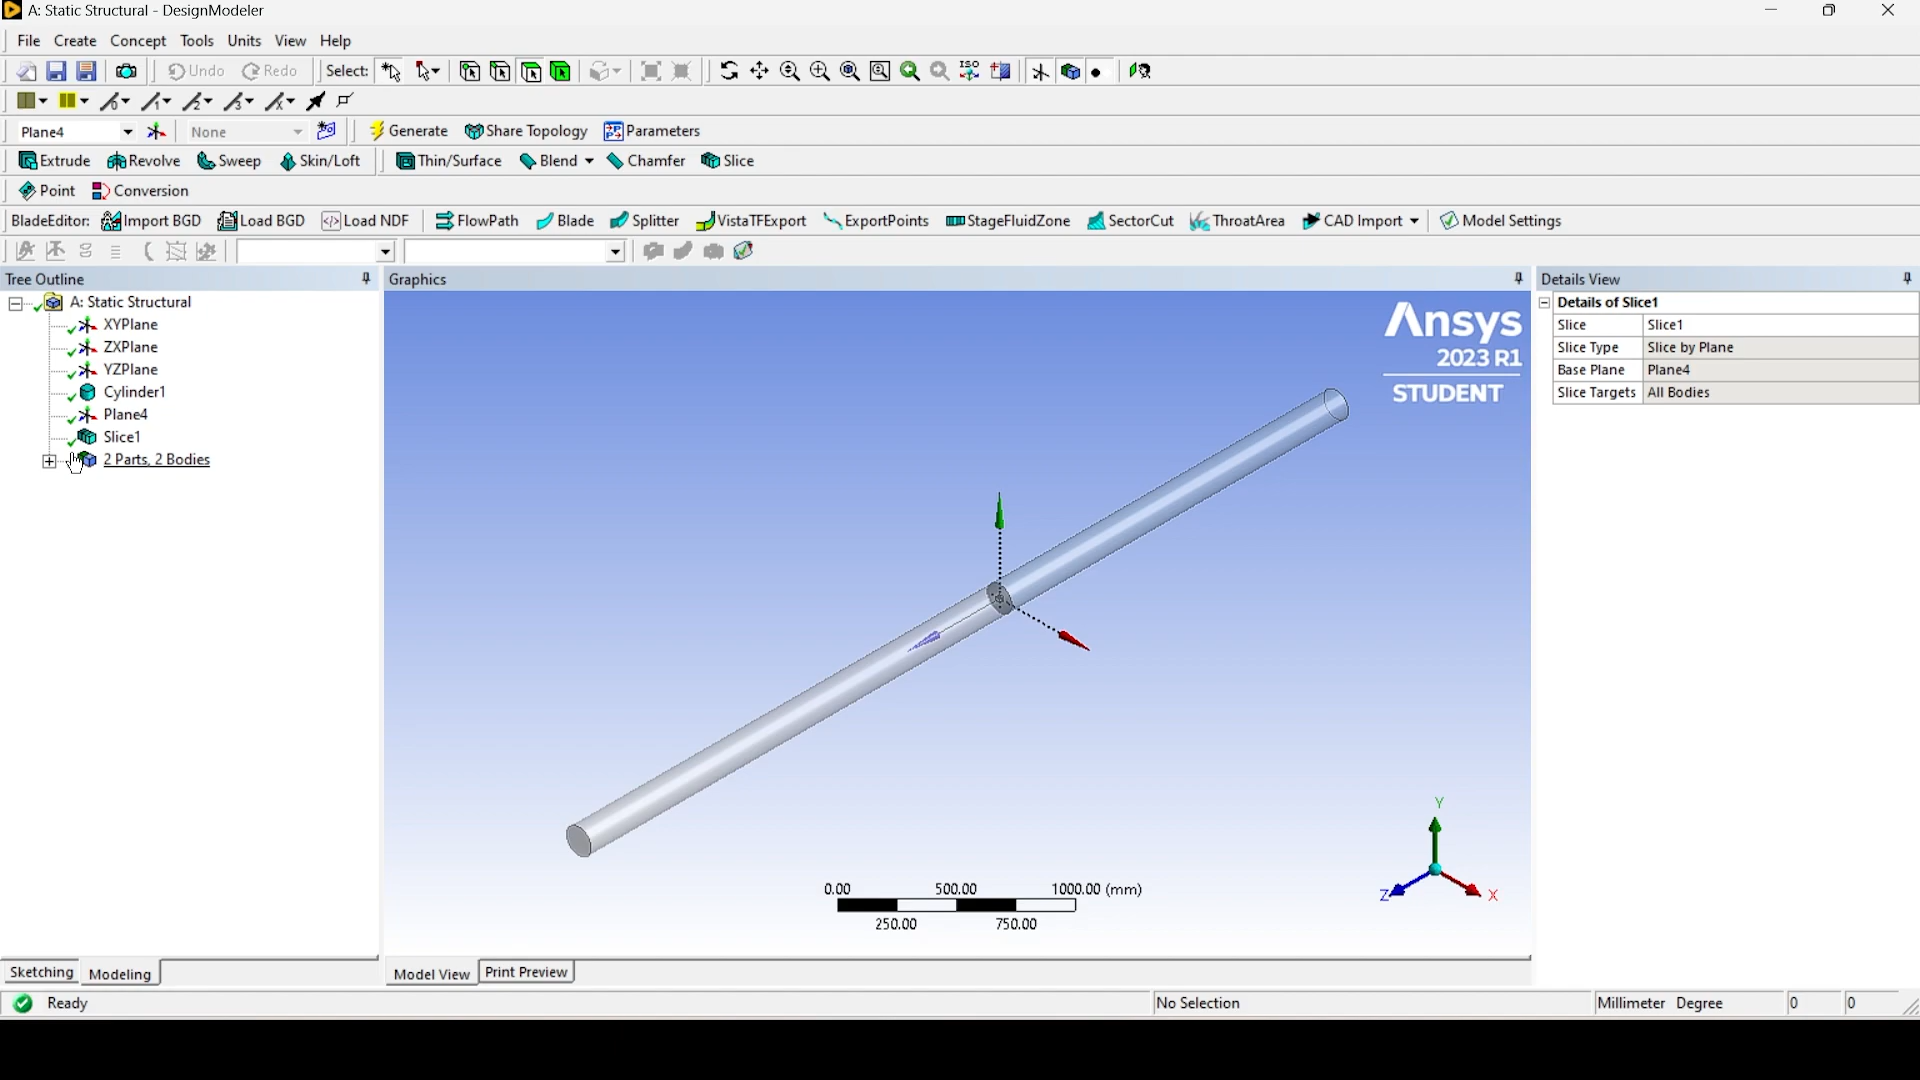 A: Static Structural - DesignModeler
File Create Concept Tools Units View Help
Undo Redo Select: ISO
0 1 2 3 x
Plane4 None Generate Share Topology Parameters
Extrude Revolve Sweep Skin/Loft Thin/Surface Blend Chamfer Slice
Point Conversion
BladeEditor: Import BGD Load BGD Load NDF FlowPath Blade Splitter VistaTFExport ExportPoints StageFluidZone SectorCut ThroatArea CAD Import Model Settings
Tree Outline
A: Static Structural
XYPlane
ZXPlane
YZPlane
Cylinder1
Plane4
Slice1
2 Parts, 2 Bodies
Sketching Modeling
Graphics
Ansys
2023 R1
STUDENT
0.00 500.00 1000.00 (mm)
250.00 750.00
Y
Z X
Model View Print Preview
Details View
Details of Slice1
Slice Slice1
Slice Type Slice by Plane
Base Plane Plane4
Slice Targets All Bodies
Ready No Selection Millimeter Degree 0 0